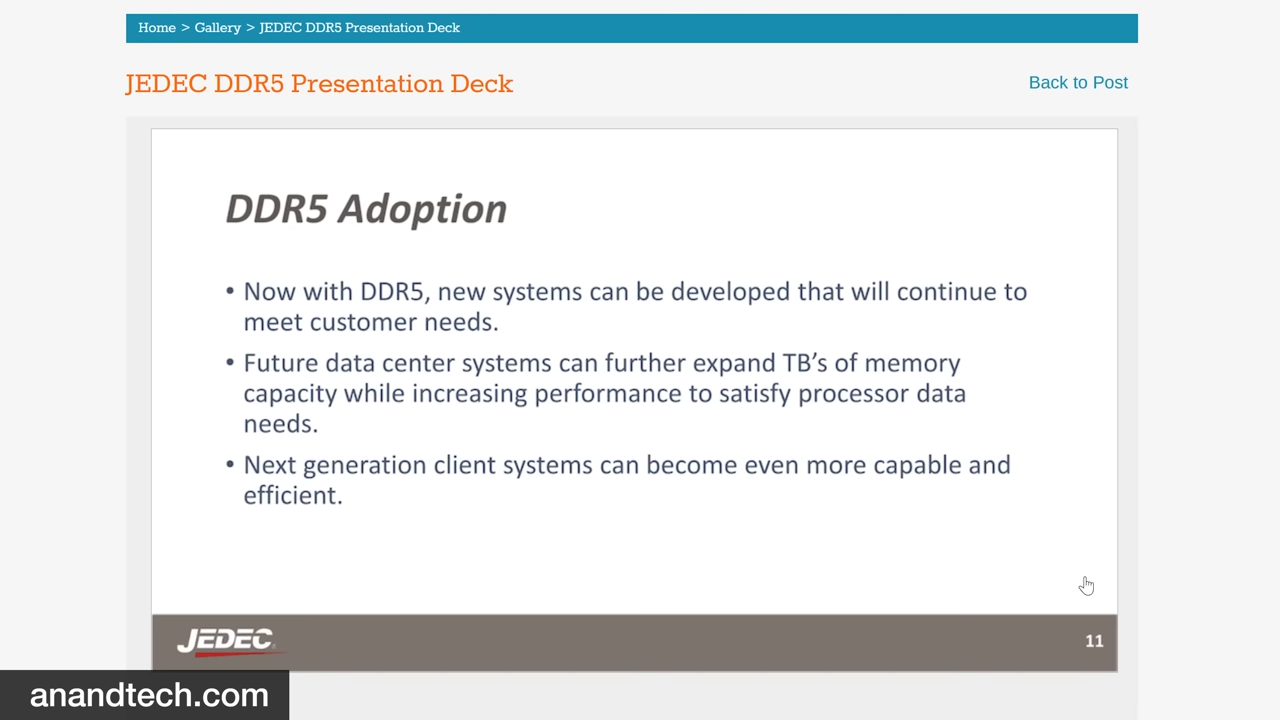 Home > Gallery > JEDEC DDR5 Presentation Deck
JEDEC DDR5 Presentation Deck
Back to Post
DDR5 Adoption
• Now with DDR5, new systems can be developed that will continue to
meet customer needs.
• Future data center systems can further expand TB’s of memory
capacity while increasing performance to satisfy processor data
needs.
• Next generation client systems can become even more capable and
efficient.
JEDEC
11
anandtech.com